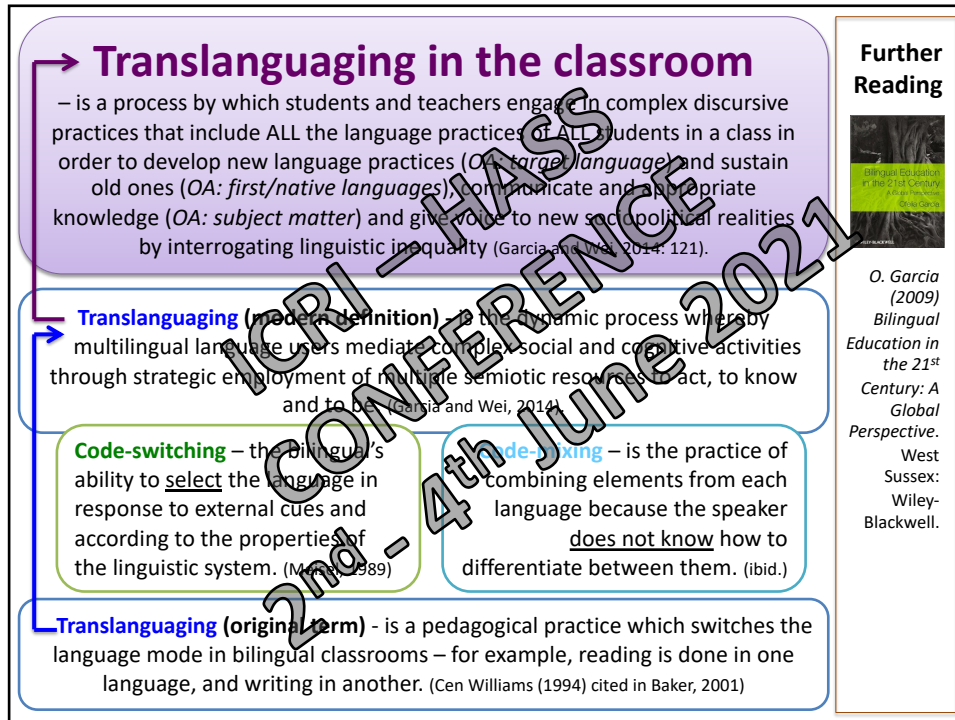 Translanguaging in the classroom
– is a process by which students and teachers engage in complex discursive
practices that include ALL the language practices of ALL students in a class in
order to develop new language practices (OA: target language) and sustain
old ones (OA: first/native languages), communicate and appropriate
knowledge (OA: subject matter) and give voice to new sociopolitical realities
by interrogating linguistic inequality (Garcia and Wei, 2014: 121).
Translanguaging (modern definition) - is the dynamic process whereby
multilingual language users mediate complex social and cognitive activities
through strategic employment of multiple semiotic resources to act, to know
and to be. (Garcia and Wei, 2014).
Code-switching – the bilingual's
ability to select the language in
response to external cues and
according to the properties of
the linguistic system. (Meisel, 1989)
Code-mixing – is the practice of
combining elements from each
language because the speaker
does not know how to
differentiate between them. (ibid.)
Translanguaging (original term) - is a pedagogical practice which switches the
language mode in bilingual classrooms – for example, reading is done in one
language, and writing in another. (Cen Williams (1994) cited in Baker, 2001)
Further
Reading
Bilingual Education
in the 21st Century
A Global Perspective
Ofelia García
WILEY-BLACKWELL
O. Garcia
(2009)
Bilingual
Education in
the 21st
Century: A
Global
Perspective.
West
Sussex:
Wiley-
Blackwell.
ICRI – HASS
CONFERENCE
2nd - 4th June 2021